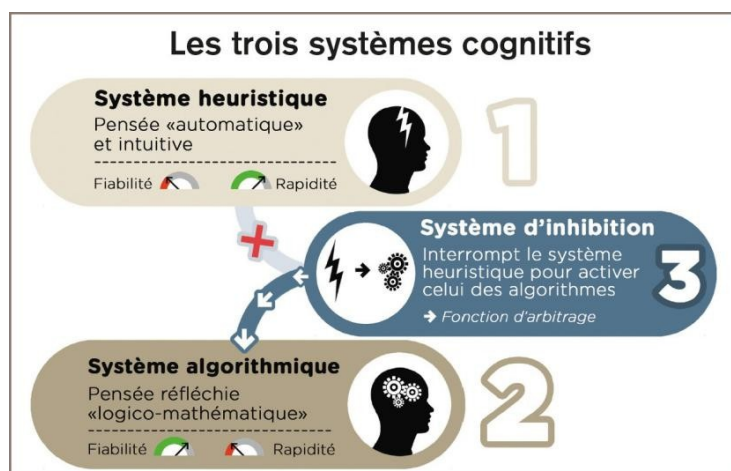 Les trois systèmes cognitifs
Système heuristique
Pensée «automatique»
et intuitive
Fiabilité Rapidité
1
Système d'inhibition
Interrompt le système
heuristique pour activer
celui des algorithmes
➔ Fonction d'arbitrage
3
Système algorithmique
Pensée réfléchie
«logico-mathématique»
Fiabilité Rapidité
2